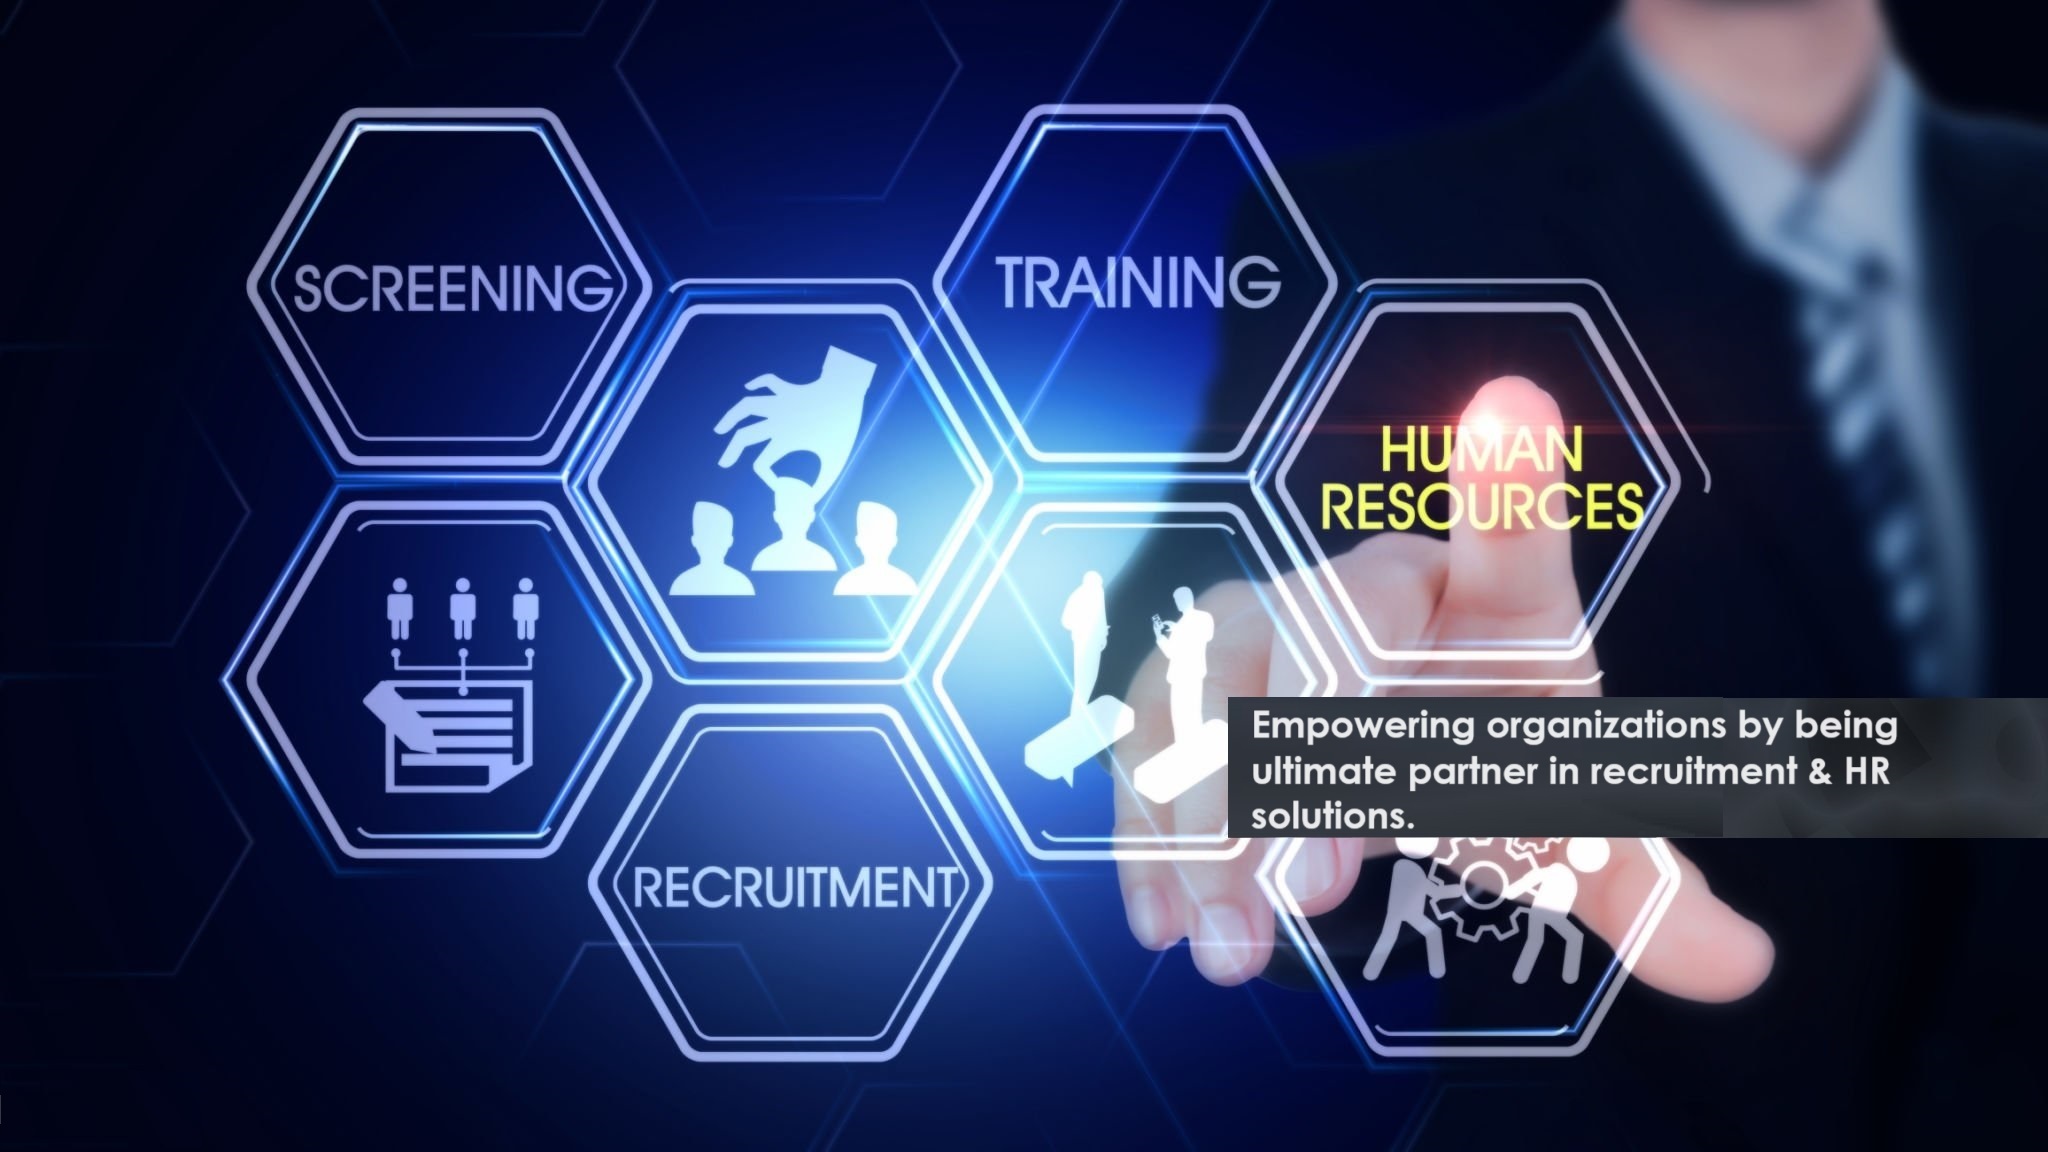 SCREENING
TRAINING
HUMAN
RESOURCES
RECRUITMENT
Empowering organizations by being
ultimate partner in recruitment & HR
solutions.